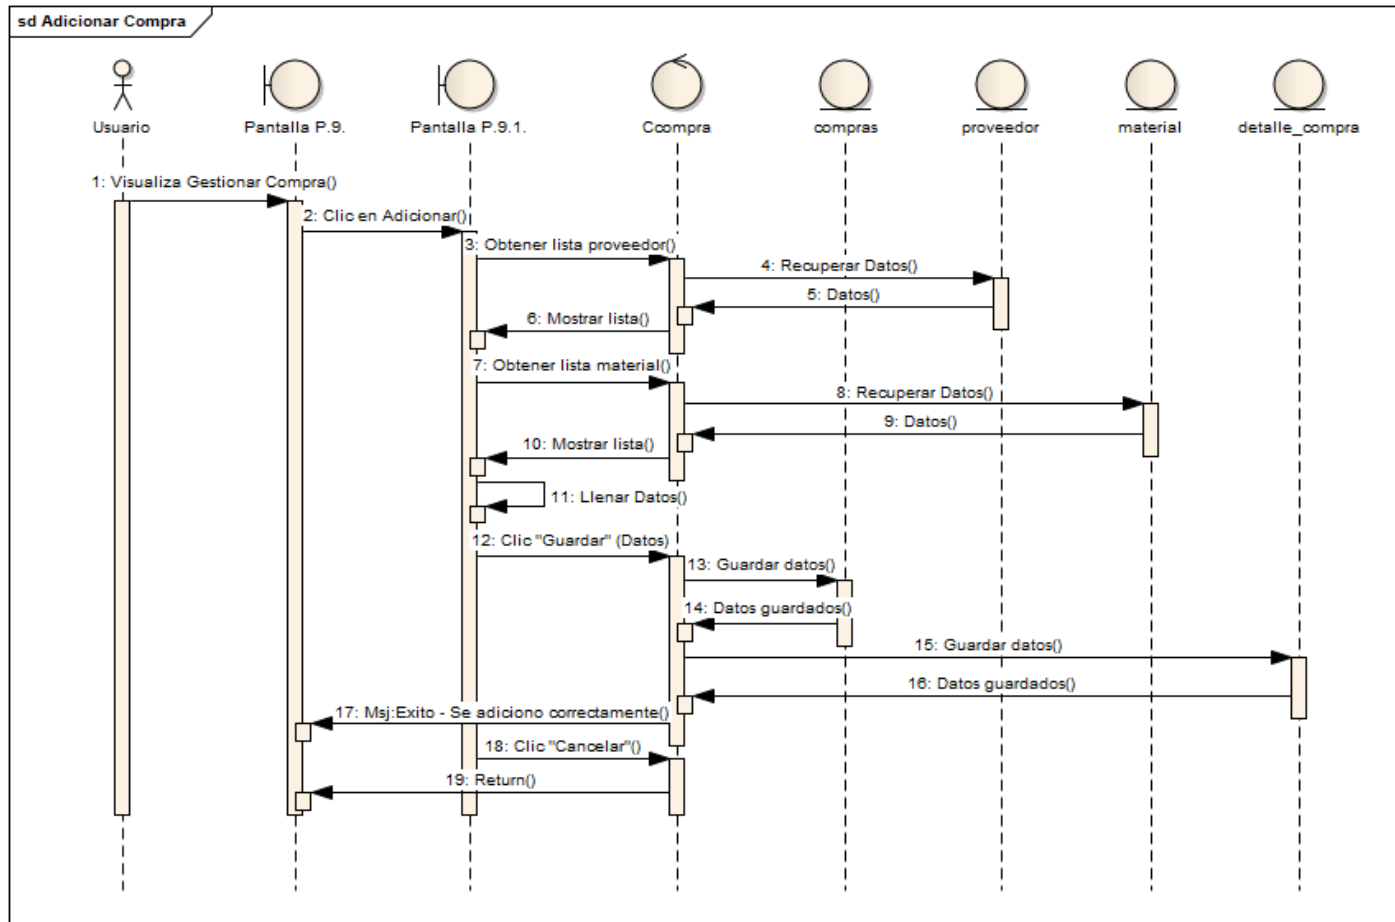 sd Adicionar Compra
Usuario
Pantalla P.9.
Pantalla P.9.1.
Ccompra
compras
proveedor
material
detalle_compra
1: Visualiza Gestionar Compra()
2: Clic en Adicionar()
3: Obtener lista proveedor()
4: Recuperar Datos()
5: Datos()
6: Mostrar lista()
7: Obtener lista material()
8: Recuperar Datos()
9: Datos()
10: Mostrar lista()
11: Llenar Datos()
12: Clic "Guardar" (Datos)
13: Guardar datos()
14: Datos guardados()
15: Guardar datos()
16: Datos guardados()
17: Msj:Exito - Se adiciono correctamente()
18: Clic "Cancelar"()
19: Return()